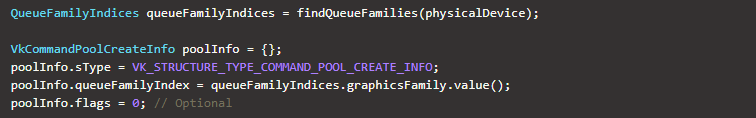 QueueFamilyIndices queueFamilyIndices = findQueueFamilies(physicalDevice);
VkCommandPoolCreateInfo poolInfo = {};
poolInfo.sType = VK_STRUCTURE_TYPE_COMMAND_POOL_CREATE_INFO;
poolInfo.queueFamilyIndex = queueFamilyIndices.graphicsFamily.value();
poolInfo.flags = 0; // Optional